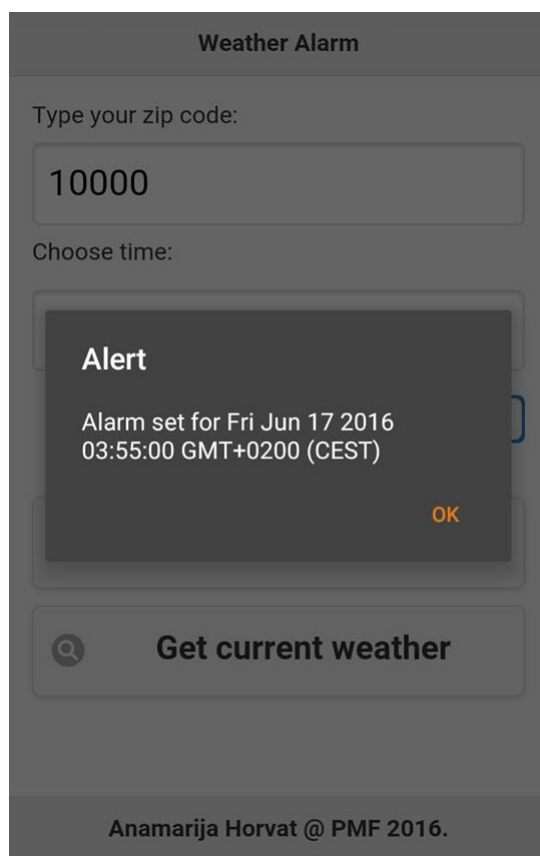 Weather Alarm
Type your zip code:
10000
Choose time:
Alert
Alarm set for Fri Jun 17 2016
03:55:00 GMT+0200 (CEST)
OK
Get current weather
Anamarija Horvat @ PMF 2016.